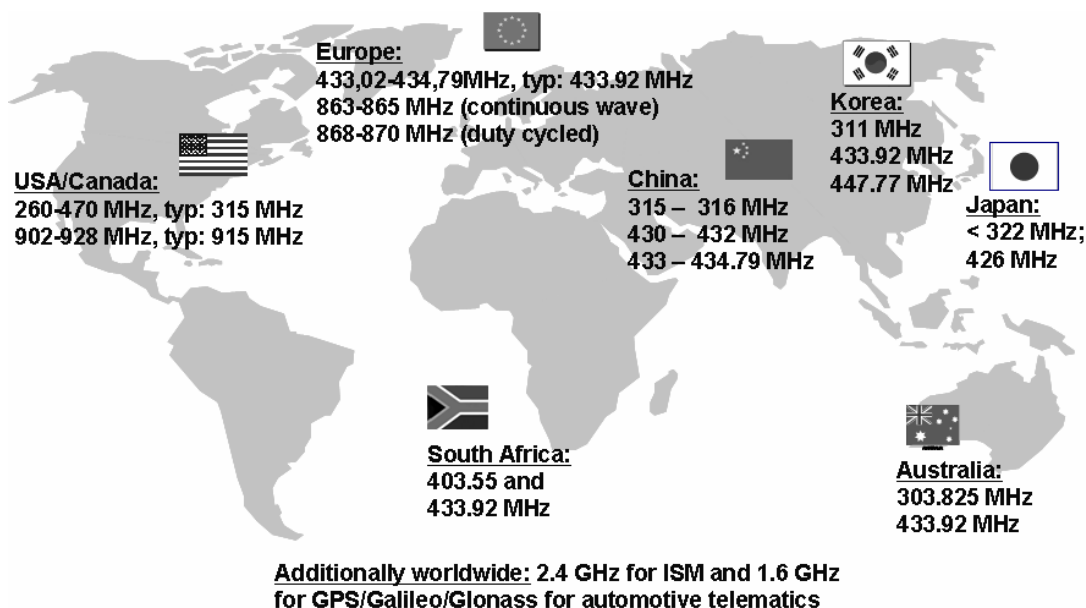 Europe:
433,02-434,79MHz, typ: 433.92 MHz
863-865 MHz (continuous wave)
868-870 MHz (duty cycled)
USA/Canada:
260-470 MHz, typ: 315 MHz
902-928 MHz, typ: 915 MHz
China:
315 – 316 MHz
430 – 432 MHz
433 – 434.79 MHz
Korea:
311 MHz
433.92 MHz
447.77 MHz
Japan:
< 322 MHz;
426 MHz
South Africa:
403.55 and
433.92 MHz
Australia:
303.825 MHz
433.92 MHz
Additionally worldwide: 2.4 GHz for ISM and 1.6 GHz
for GPS/Galileo/Glonass for automotive telematics